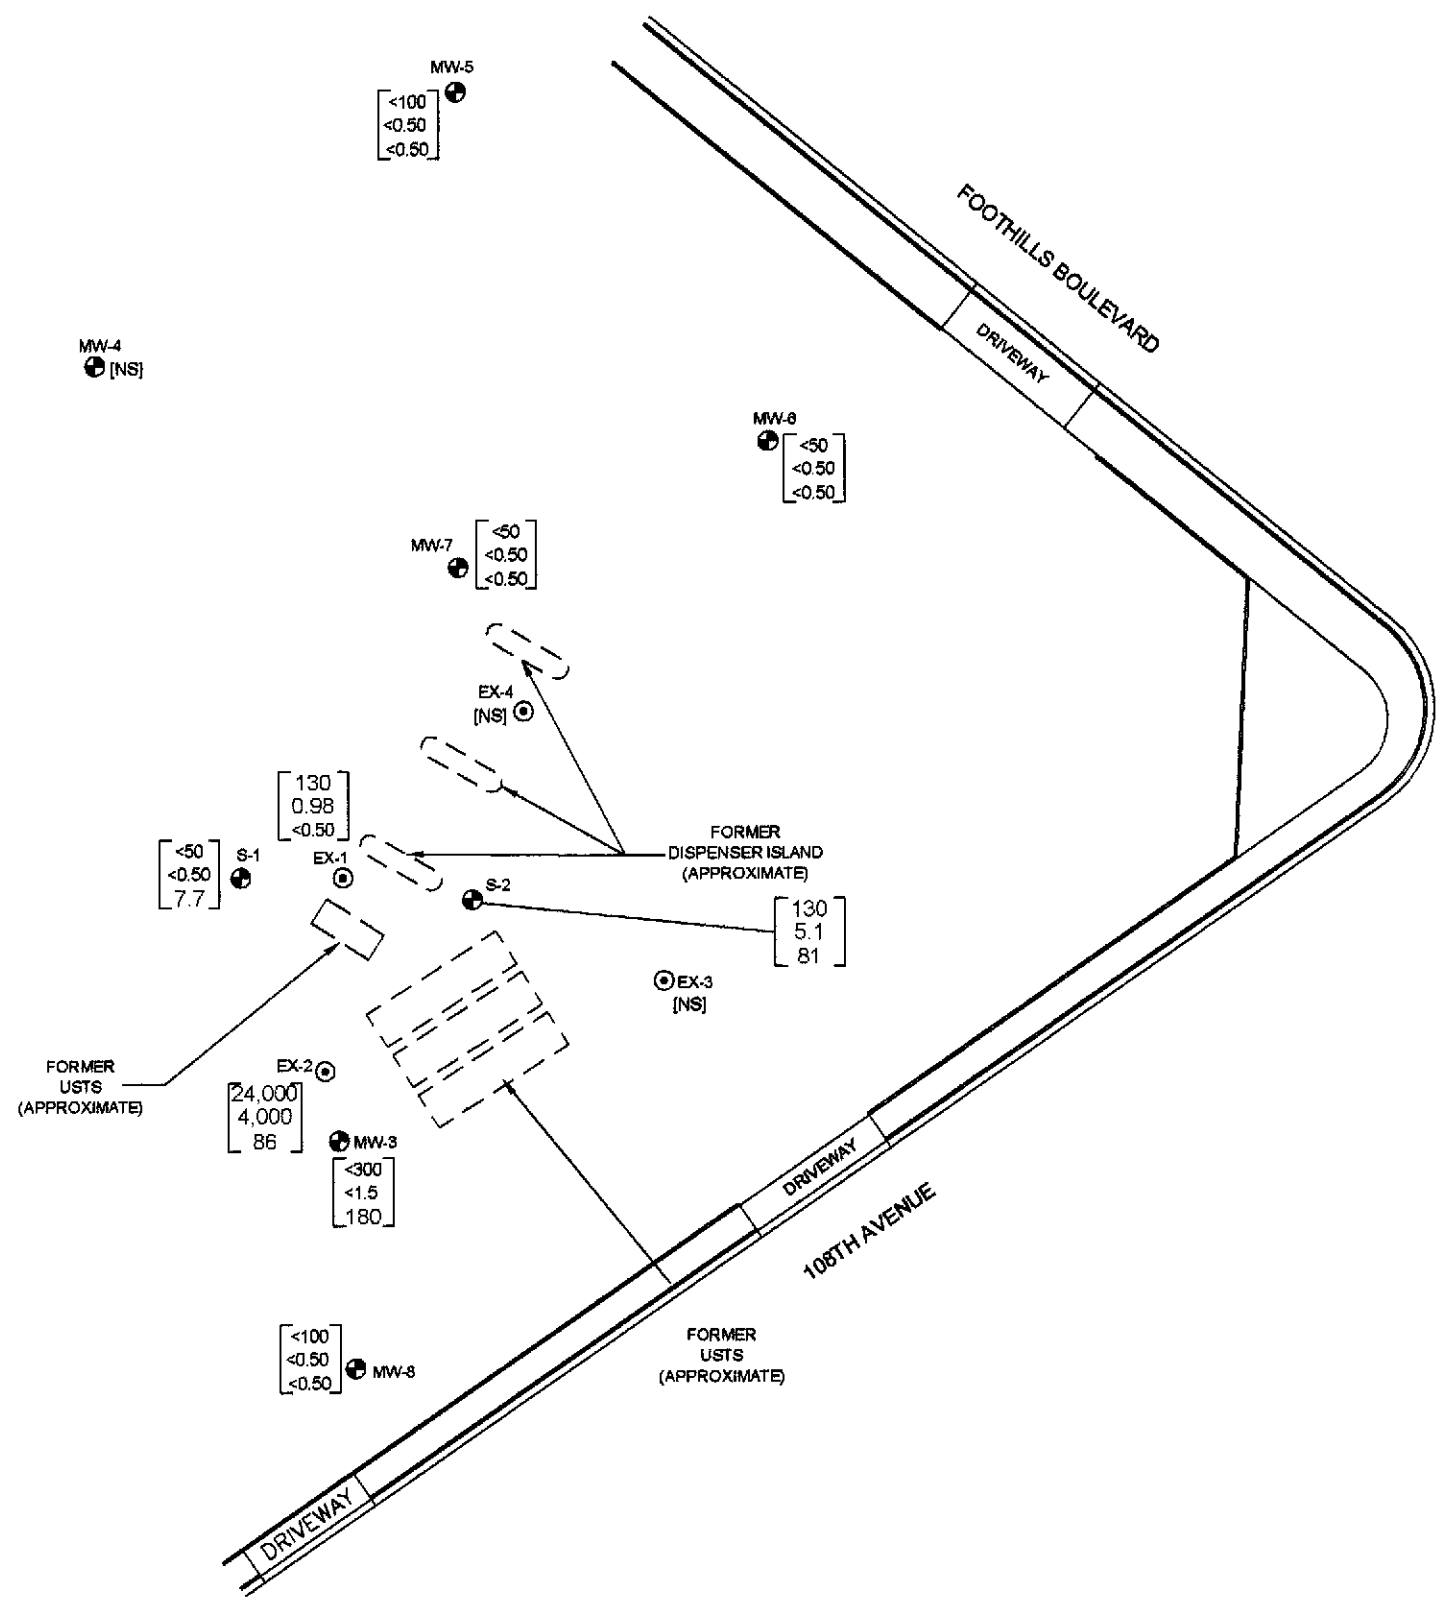 MW-5
<100
<0.50
<0.50
FOOTHILLS BOULEVARD
DRIVEWAY
MW-4
[NS]
MW-6
<50
<0.50
<0.50
MW-7
<50
<0.50
<0.50
EX-4
[NS]
130
0.98
<0.50
EX-1
<50
<0.50
7.7
S-1
FORMER
DISPENSER ISLAND
(APPROXIMATE)
S-2
130
5.1
81
EX-3
[NS]
FORMER
USTS
(APPROXIMATE)
EX-2
24,000
4,000
86
MW-3
<300
<1.5
180
DRIVEWAY
108TH AVENUE
FORMER
USTS
(APPROXIMATE)
<100
<0.50
<0.50
MW-8
DRIVEWAY